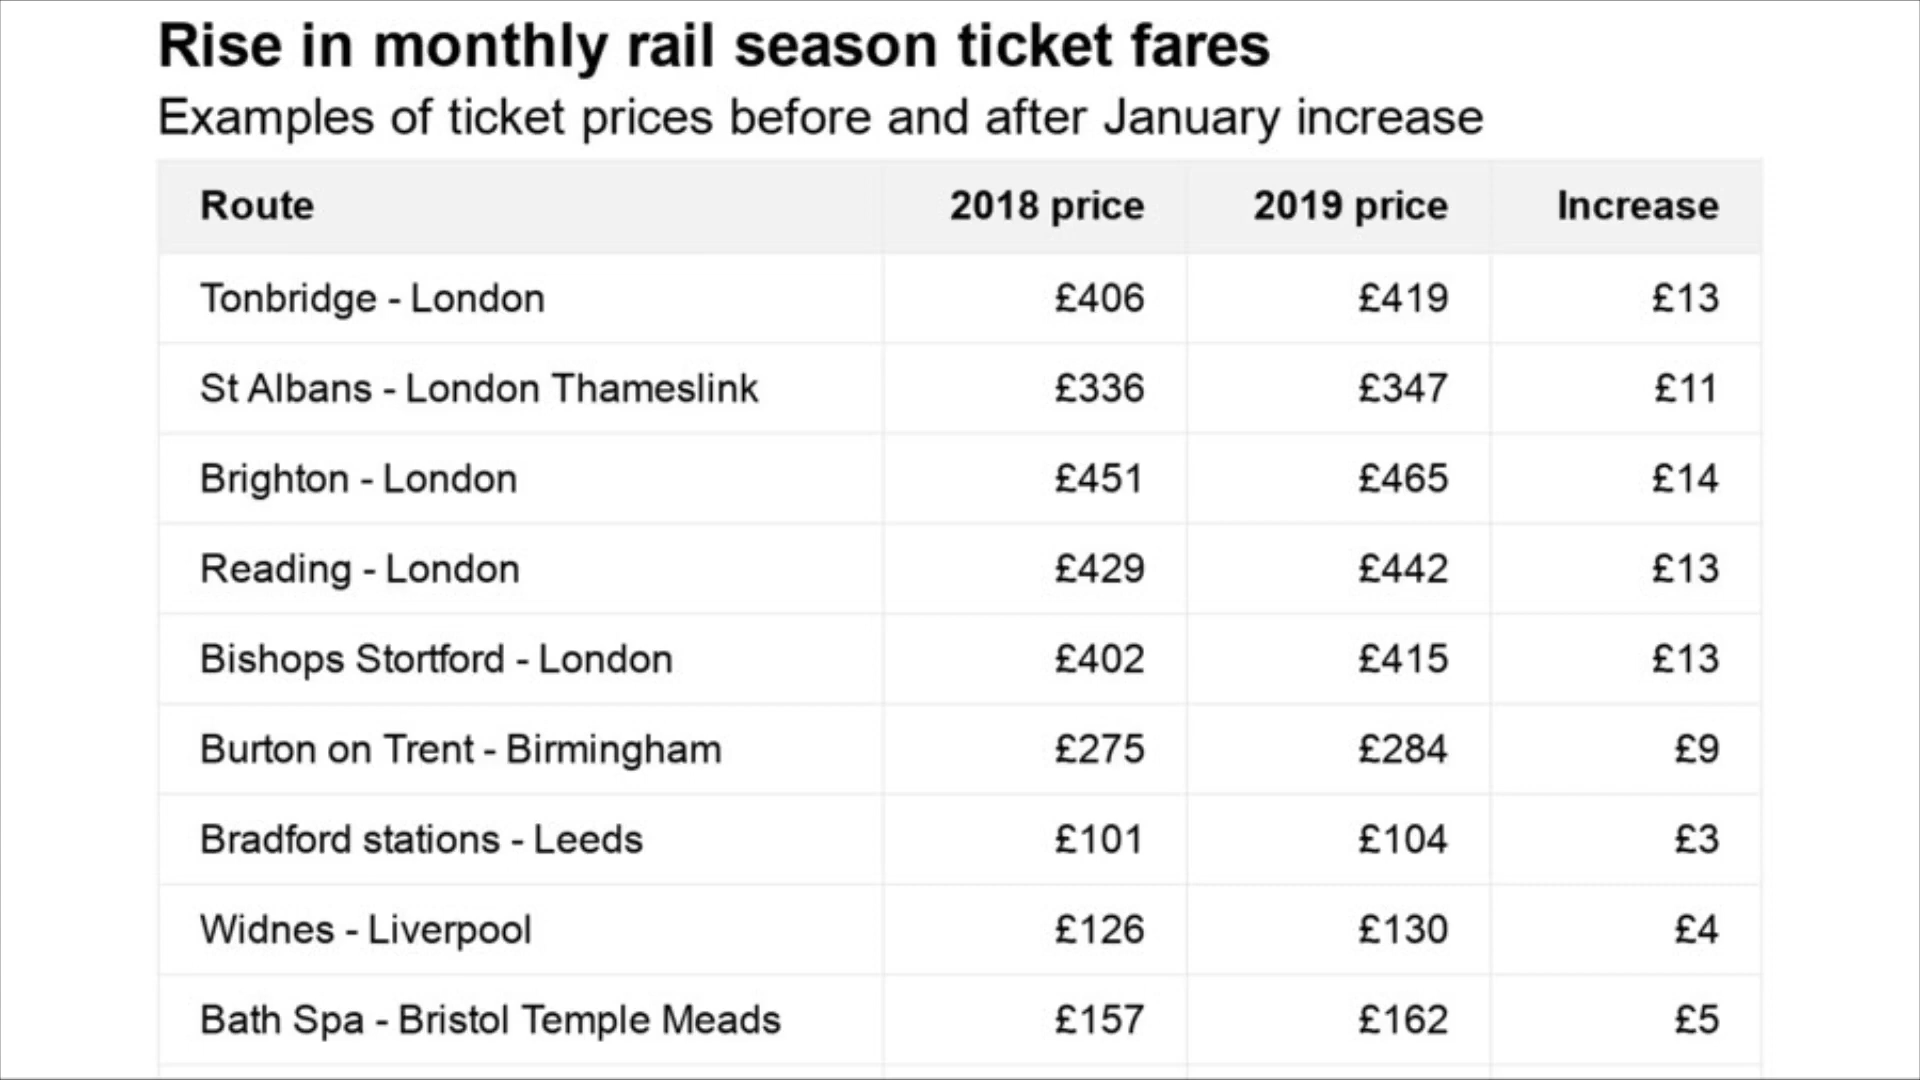 Rise in monthly rail season ticket fares
Examples of ticket prices before and after January increase
Route 2018 price 2019 price Increase
Tonbridge - London £406 £419 £13
St Albans - London Thameslink £336 £347 £11
Brighton - London £451 £465 £14
Reading - London £429 £442 £13
Bishops Stortford - London £402 £415 £13
Burton on Trent - Birmingham £275 £284 £9
Bradford stations - Leeds £101 £104 £3
Widnes - Liverpool £126 £130 £4
Bath Spa - Bristol Temple Meads £157 £162 £5